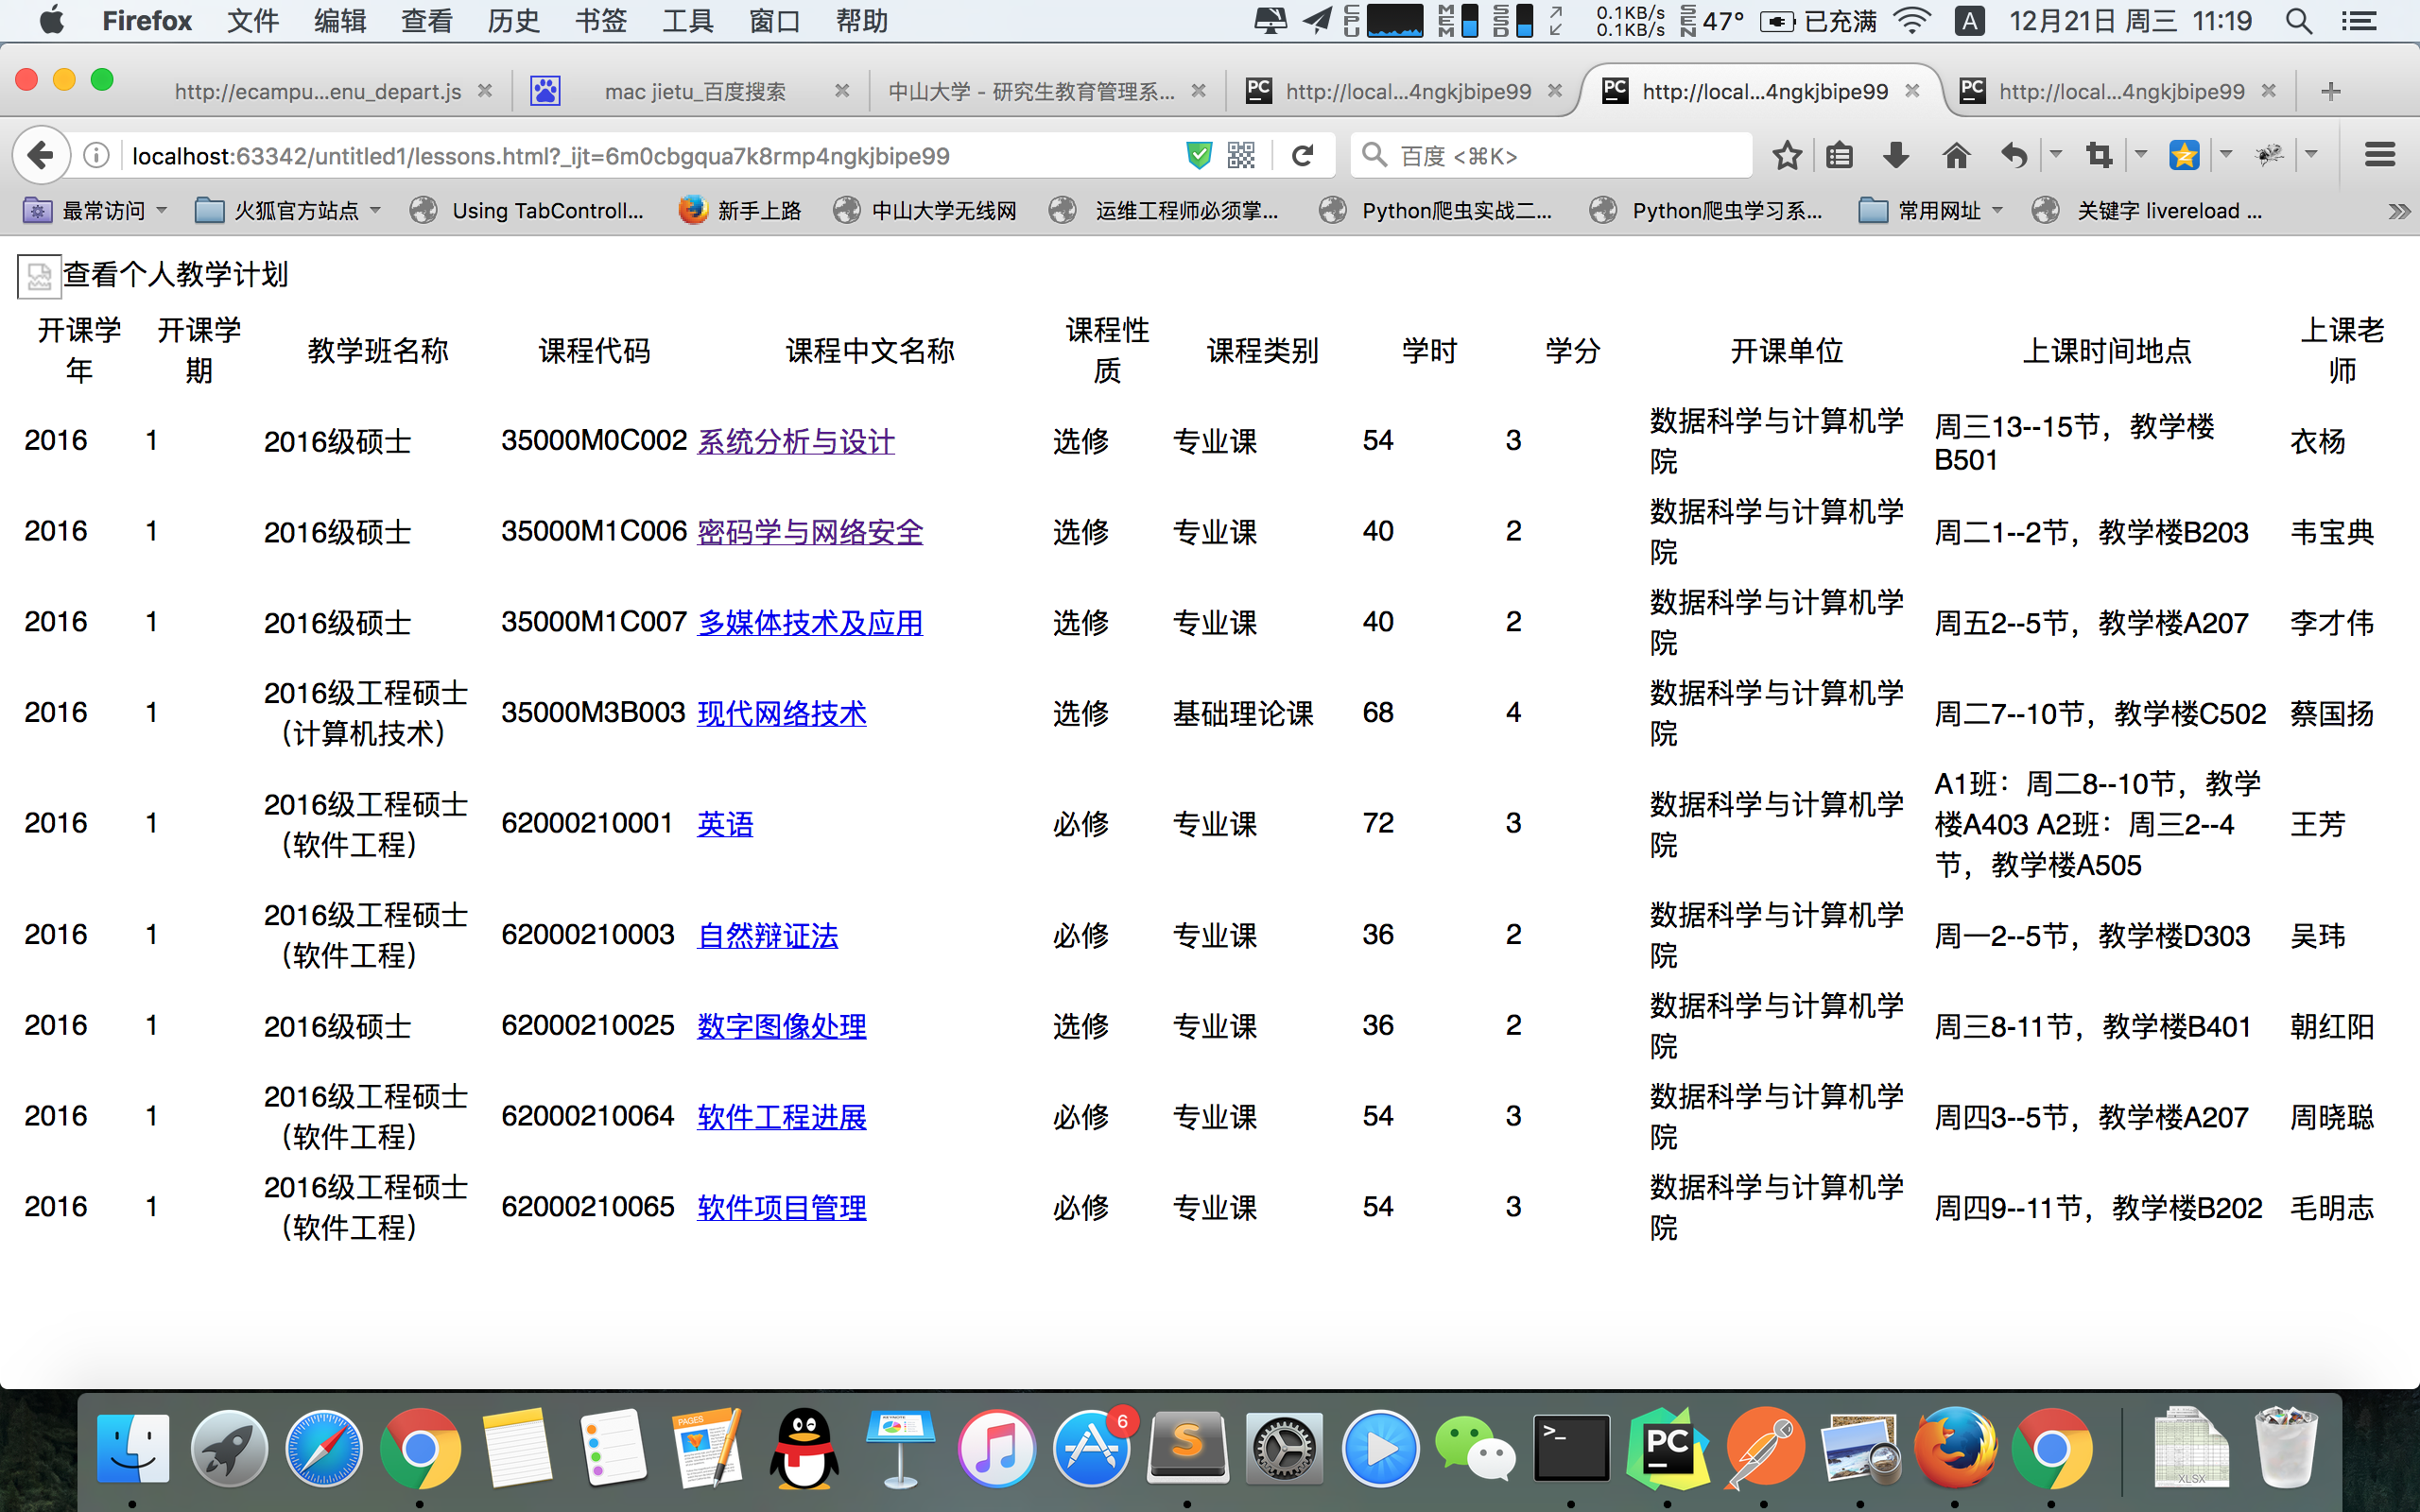 Firefox 文件 编辑 查看 历史 书签 工具 窗口 帮助 CPU MEM SSD 0.1KB/s 0.1KB/s SEN 47° 已充满 A 12月21日 周三 11:19
http://ecampu...enu_depart.js mac jietu_百度搜索 中山大学 - 研究生教育管理系... PC http://local...4ngkjbipe99 PC http://local...4ngkjbipe99 PC http://local...4ngkjbipe99
localhost:63342/untitled1/lessons.html?_ijt=6m0cbgqua7k8rmp4ngkjbipe99 百度 <⌘K>
最常访问 火狐官方站点 Using TabControll... 新手上路 中山大学无线网 运维工程师必须掌... Python爬虫实战二... Python爬虫学习系... 常用网址 关键字 livereload ...
查看个人教学计划
开课学年 开课学期 教学班名称 课程代码 课程中文名称 课程性质 课程类别 学时 学分 开课单位 上课时间地点 上课老师
2016 1 2016级硕士 35000M0C002 系统分析与设计 选修 专业课 54 3 数据科学与计算机学院 周三13--15节，教学楼B501 衣杨
2016 1 2016级硕士 35000M1C006 密码学与网络安全 选修 专业课 40 2 数据科学与计算机学院 周二1--2节，教学楼B203 韦宝典
2016 1 2016级硕士 35000M1C007 多媒体技术及应用 选修 专业课 40 2 数据科学与计算机学院 周五2--5节，教学楼A207 李才伟
2016 1 2016级工程硕士（计算机技术） 35000M3B003 现代网络技术 选修 基础理论课 68 4 数据科学与计算机学院 周二7--10节，教学楼C502 蔡国扬
2016 1 2016级工程硕士（软件工程） 62000210001 英语 必修 专业课 72 3 数据科学与计算机学院 A1班：周二8--10节，教学楼A403 A2班：周三2--4节，教学楼A505 王芳
2016 1 2016级工程硕士（软件工程） 62000210003 自然辩证法 必修 专业课 36 2 数据科学与计算机学院 周一2--5节，教学楼D303 吴玮
2016 1 2016级硕士 62000210025 数字图像处理 选修 专业课 36 2 数据科学与计算机学院 周三8-11节，教学楼B401 朝红阳
2016 1 2016级工程硕士（软件工程） 62000210064 软件工程进展 必修 专业课 54 3 数据科学与计算机学院 周四3--5节，教学楼A207 周晓聪
2016 1 2016级工程硕士（软件工程） 62000210065 软件项目管理 必修 专业课 54 3 数据科学与计算机学院 周四9--11节，教学楼B202 毛明志
PAGES 6 S >_ PC XLSX